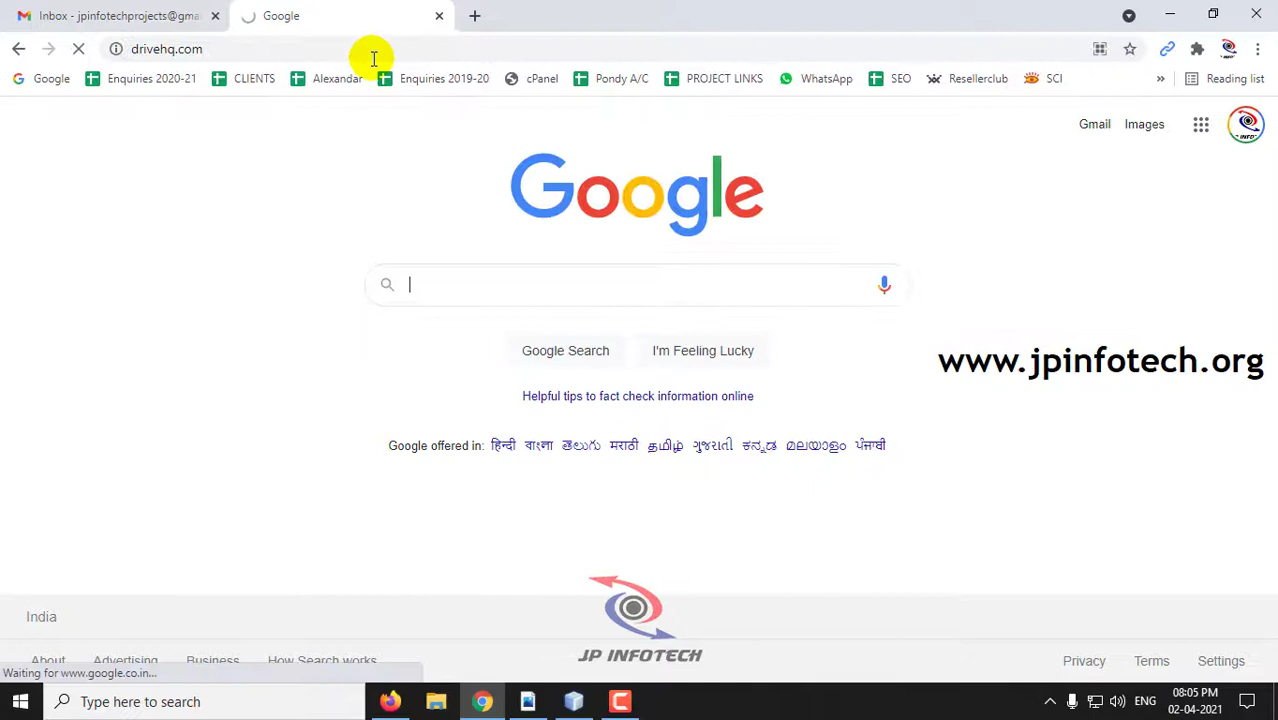 Inbox - jpinfotechprojects@gma
Google
drivehq.com
Google
Enquiries 2020-21
CLIENTS
Alexandar
Enquiries 2019-20
cPanel
Pondy A/C
PROJECT LINKS
WhatsApp
SEO
Resellerclub
SCI
»
Reading list
Gmail
Images
Google
Google Search
I'm Feeling Lucky
www.jpinfotech.org
Helpful tips to fact check information online
Google offered in: हिन्दी বাংলা తెలుగు मराठी தமிழ் ગુજરાતી ಕನ್ನಡ മലയാളം ਪੰਜਾਬੀ
India
JP INFOTECH
About
Advertising
Business
How Search works
Privacy
Terms
Settings
Waiting for www.google.co.in...
Type here to search
ENG
08:05 PM
02-04-2021